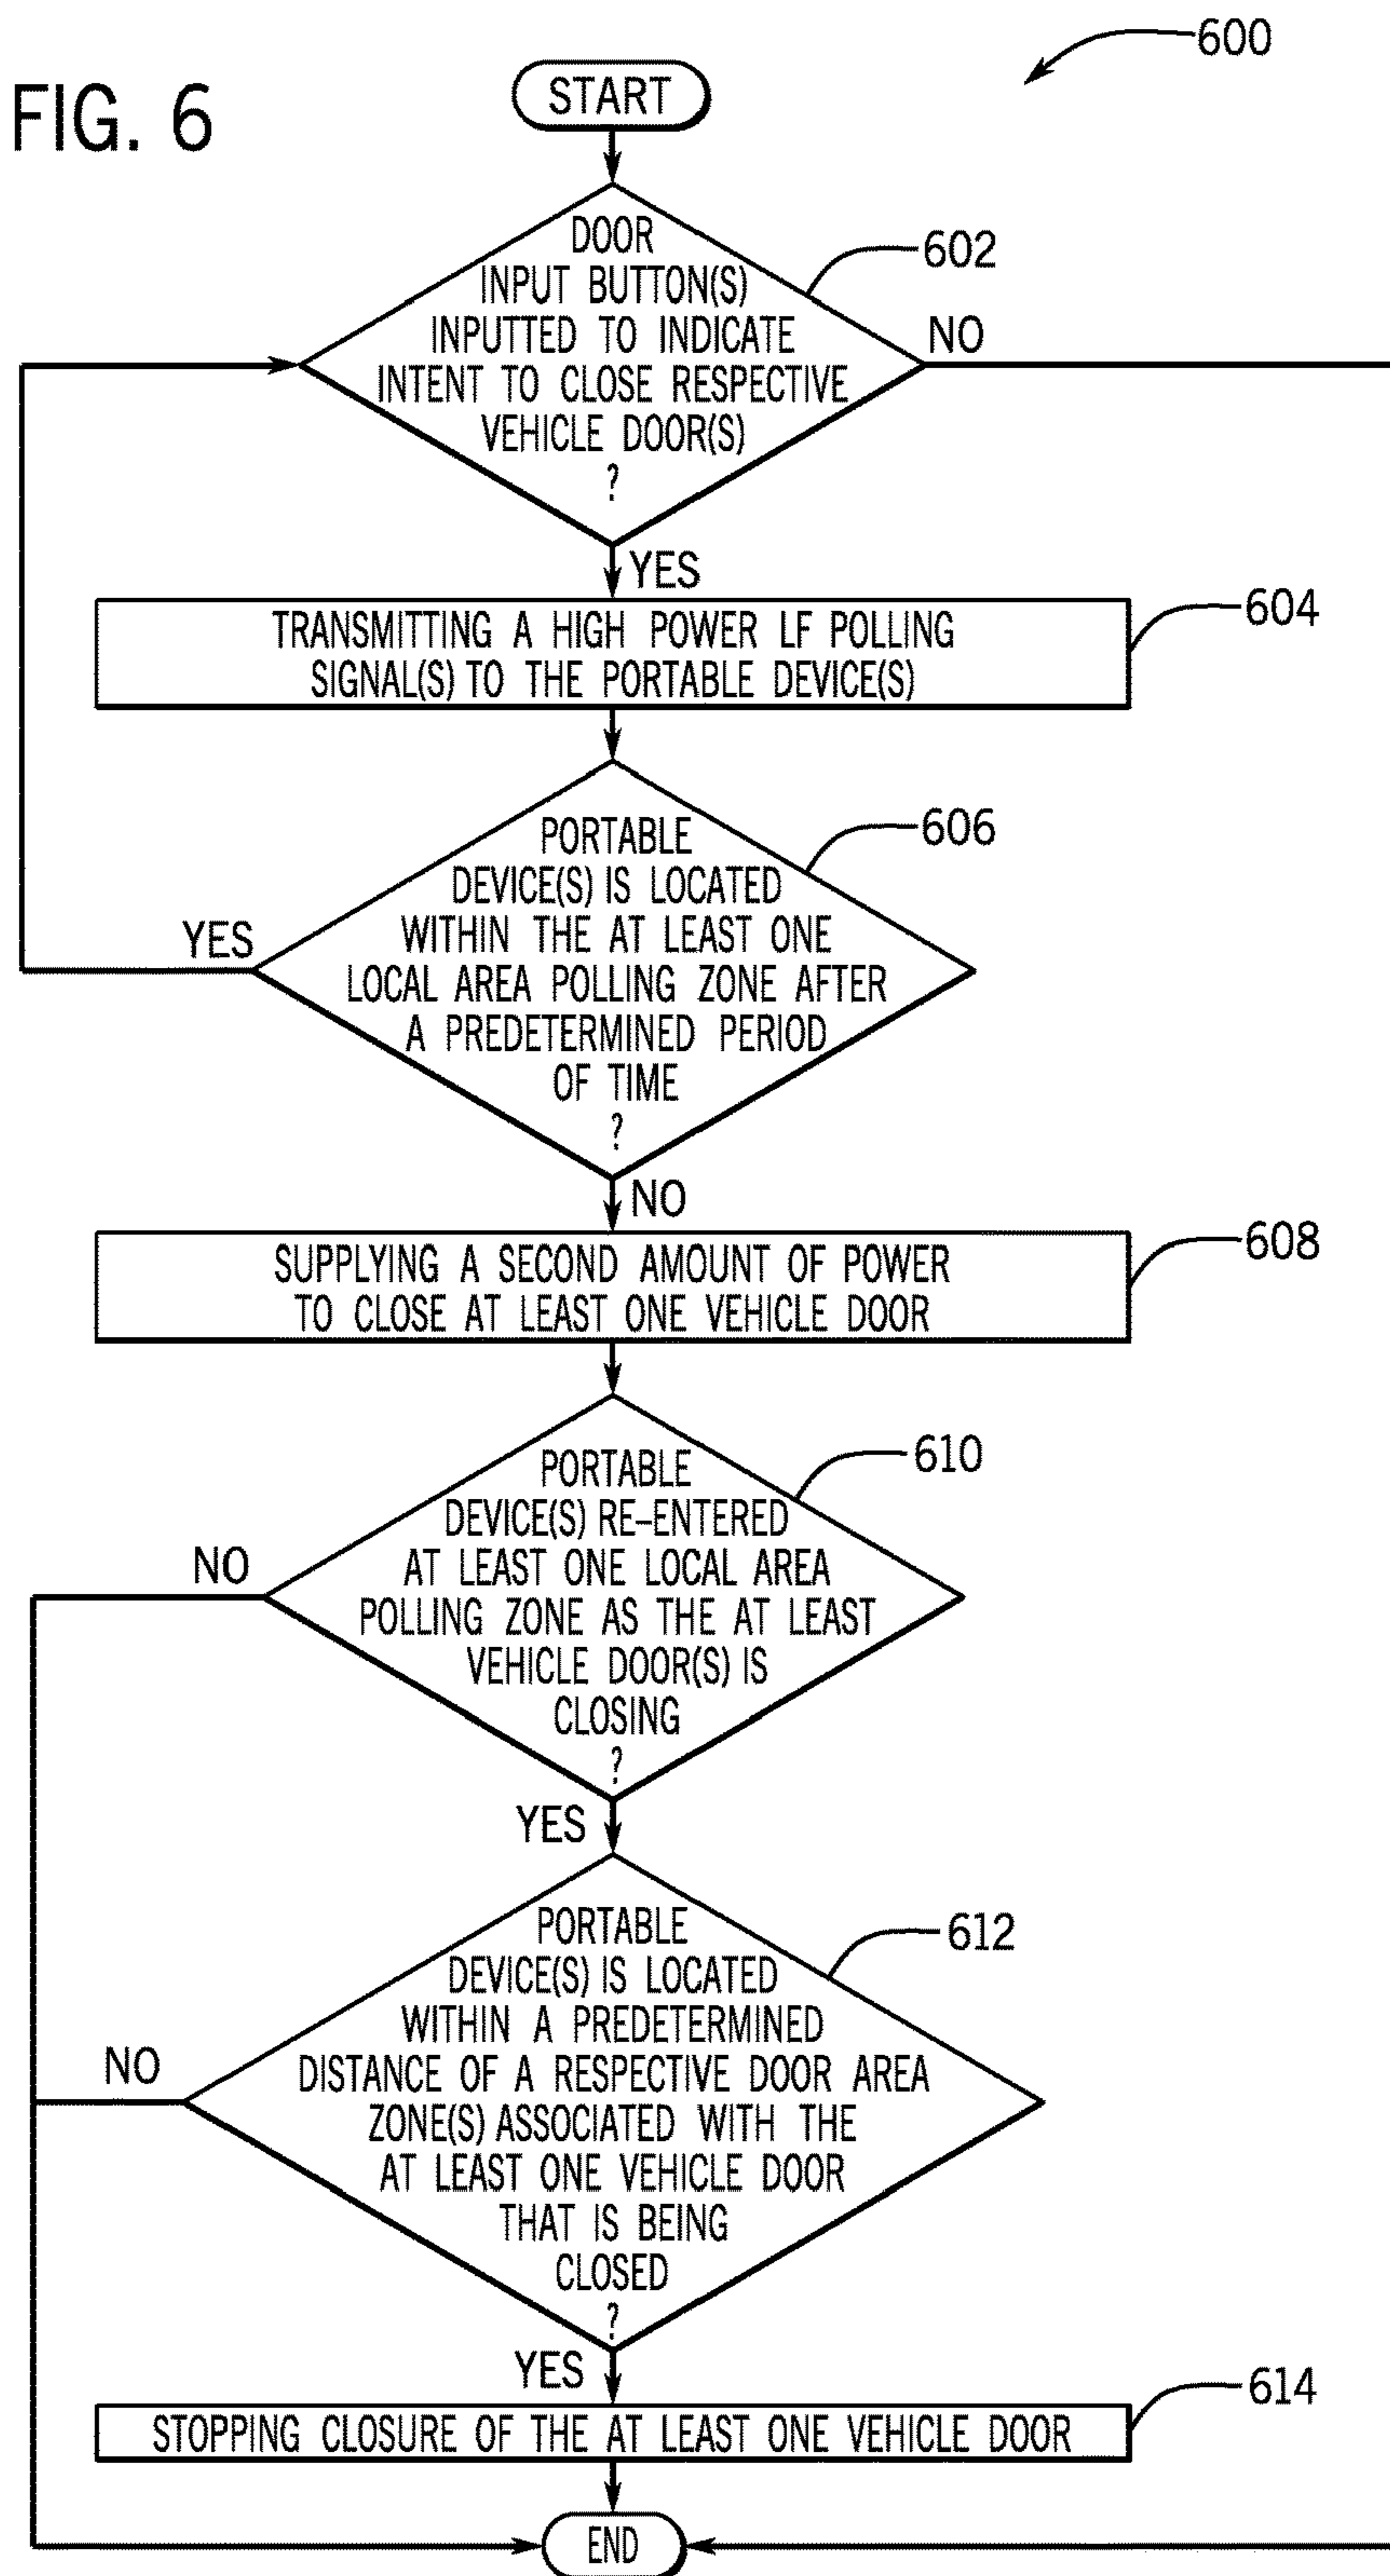 600
FIG. 6
START
DOOR
INPUT BUTTON(S)
INPUTTED TO INDICATE
INTENT TO CLOSE RESPECTIVE
VEHICLE DOOR(S)
?
602
NO
YES
TRANSMITTING A HIGH POWER LF POLLING
SIGNAL(S) TO THE PORTABLE DEVICE(S)
604
PORTABLE
DEVICE(S) IS LOCATED
WITHIN THE AT LEAST ONE
LOCAL AREA POLLING ZONE AFTER
A PREDETERMINED PERIOD
OF TIME
?
606
YES
NO
SUPPLYING A SECOND AMOUNT OF POWER
TO CLOSE AT LEAST ONE VEHICLE DOOR
608
PORTABLE
DEVICE(S) RE-ENTERED
AT LEAST ONE LOCAL AREA
POLLING ZONE AS THE AT LEAST
VEHICLE DOOR(S) IS
CLOSING
?
610
NO
YES
PORTABLE
DEVICE(S) IS LOCATED
WITHIN A PREDETERMINED
DISTANCE OF A RESPECTIVE DOOR AREA
ZONE(S) ASSOCIATED WITH THE
AT LEAST ONE VEHICLE DOOR
THAT IS BEING
CLOSED
?
612
NO
YES
STOPPING CLOSURE OF THE AT LEAST ONE VEHICLE DOOR
614
END